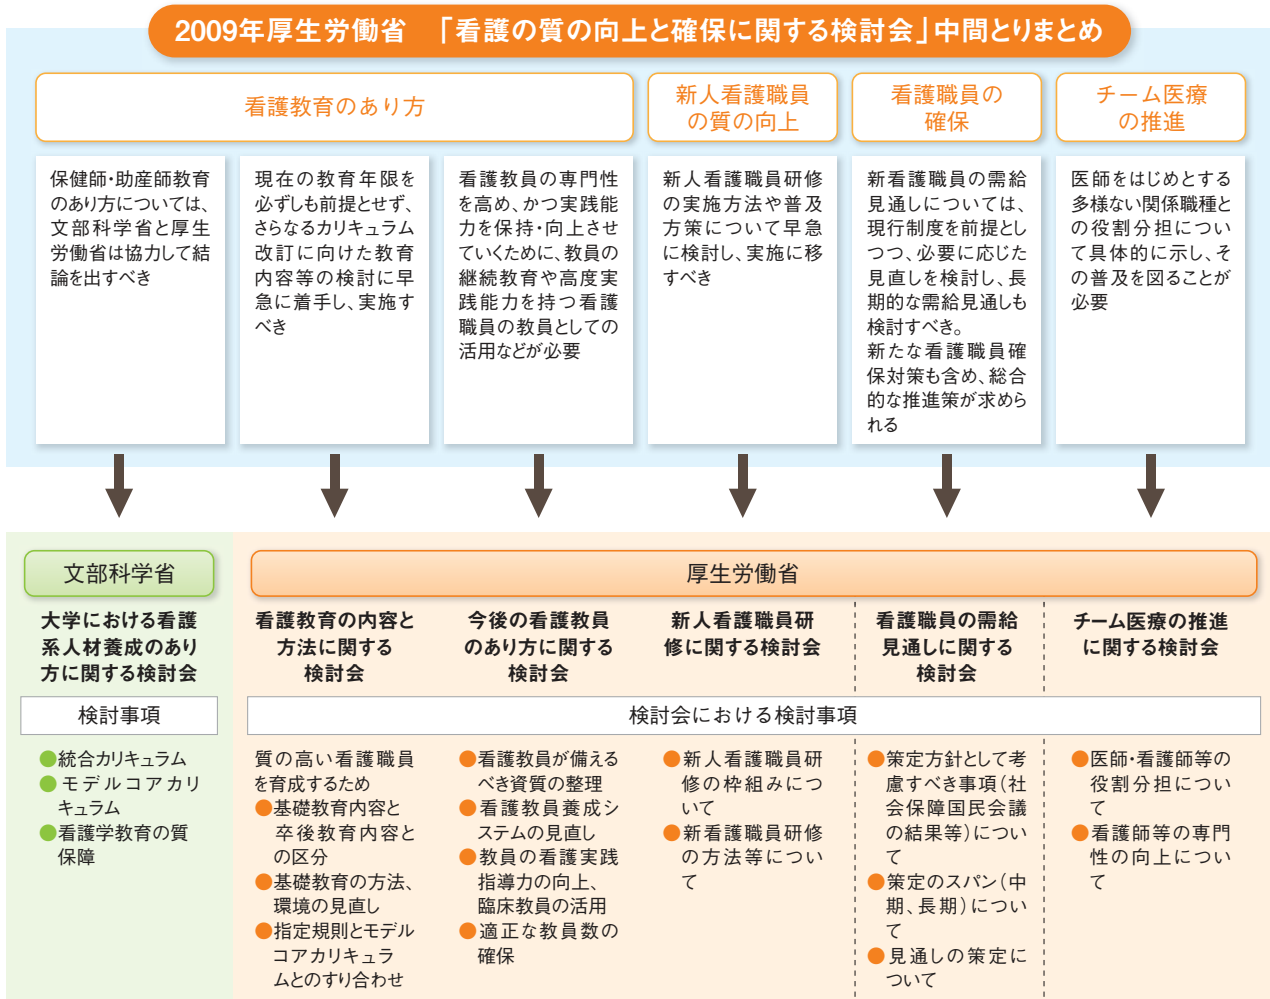 2009年厚生労働省 「看護の質の向上と確保に関する検討会」中間とりまとめ
看護教育のあり方
新人看護職員
の質の向上
看護職員の
確保
チーム医療
の推進
保健師・助産師教育
のあり方については、
文部科学省と厚生
労働省は協力して結
論を出すべき
現在の教育年限を
必ずしも前提とせず、
さらなるカリキュラム
改訂に向けた教育
内容等の検討に早
急に着手し、実施す
べき
看護教員の専門性
を高め、かつ実践能
力を保持・向上させ
ていくために、教員の
継続教育や高度実
践能力を持つ看護
職員の教員としての
活用などが必要
新人看護職員研修
の実施方法や普及
方策について早急
に検討し、実施に移
すべき
新看護職員の需給
見通しについては、
現行制度を前提とし
つつ、必要に応じた
見直しを検討し、長
期的な需給見通しも
検討すべき。
新たな看護職員確
保対策も含め、総合
的な推進策が求めら
れる
医師をはじめとする
多様ない関係職種と
の役割分担につい
て具体的に示し、そ
の普及を図ることが
必要
文部科学省
大学における看護
系人材養成のあり
方に関する検討会
検討事項
●統合カリキュラム
●モデルコアカリ
キュラム
●看護学教育の質
保障
厚生労働省
看護教育の内容と
方法に関する
検討会
今後の看護教員
のあり方に関する
検討会
新人看護職員研
修に関する検討会
看護職員の需給
見通しに関する
検討会
チーム医療の推進
に関する検討会
検討会における検討事項
質の高い看護職員
を育成するため
●基礎教育内容と
卒後教育内容と
の区分
●基礎教育の方法、
環境の見直し
●指定規則とモデル
コアカリキュラ
ムとのすり合わせ
●看護教員が備える
べき資質の整理
●看護教員養成シ
ステムの見直し
●教員の看護実践
指導力の向上、
臨床教員の活用
●適正な教員数の
確保
●新人看護職員研
修の枠組みにつ
いて
●新看護職員研修
の方法等につい
て
●策定方針として考
慮すべき事項(社
会保障国民会議
の結果等)につい
て
●策定のスパン(中
期、長期)につい
て
●見通しの策定に
ついて
●医師・看護師等の
役割分担につい
て
●看護師等の専門
性の向上につい
て